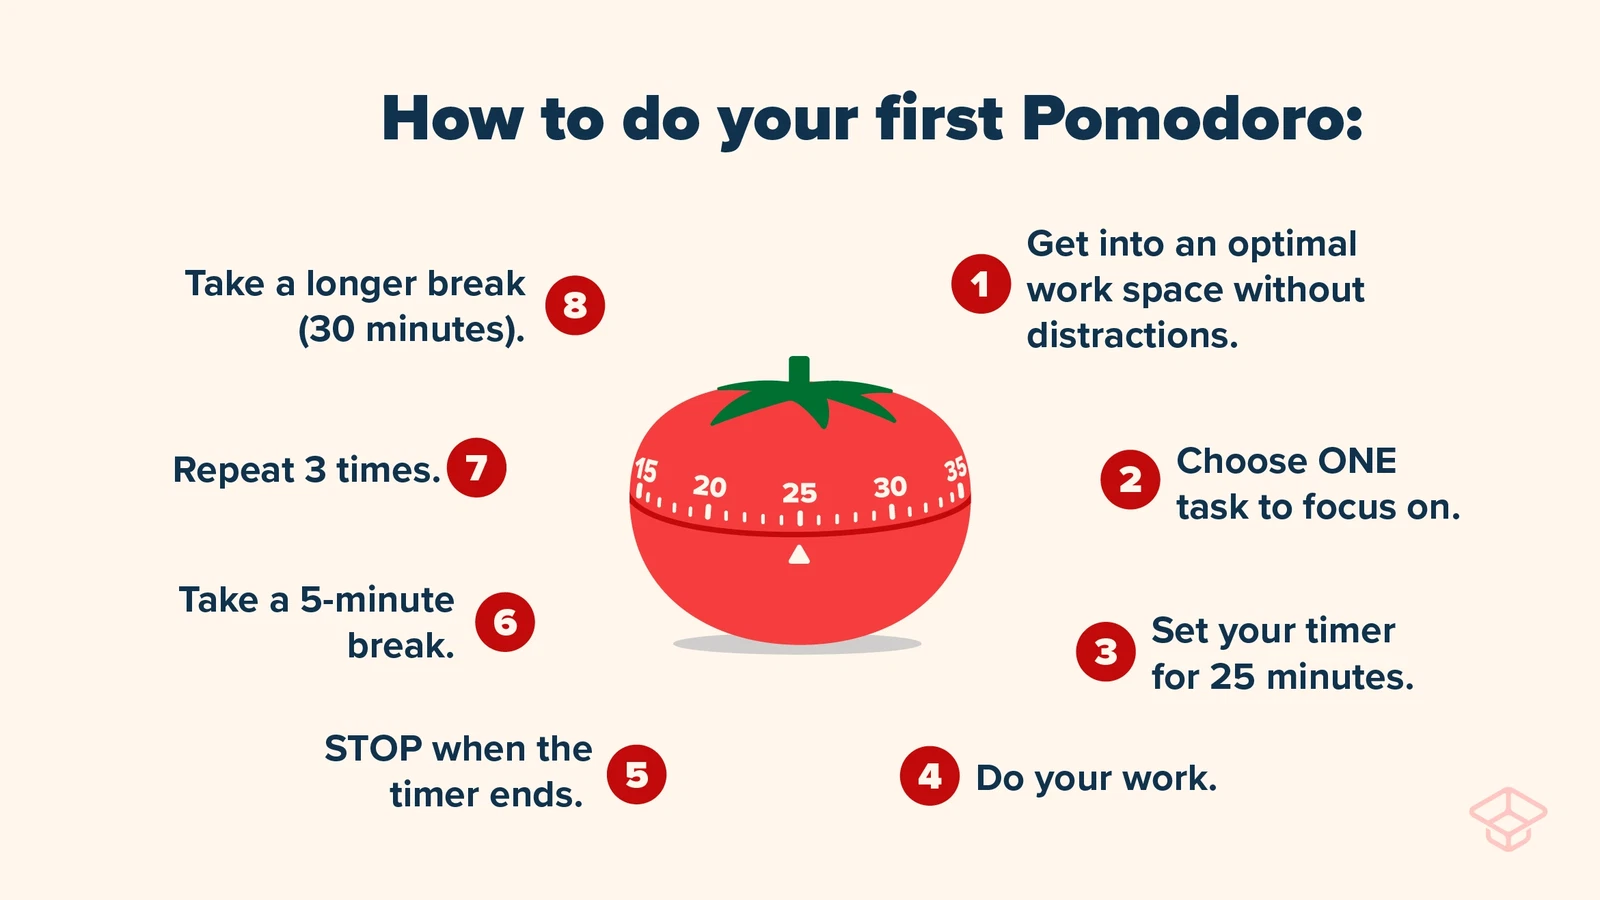 How to do your first Pomodoro:
1
Get into an optimal
work space without
distractions.
2
Choose ONE
task to focus on.
3
Set your timer
for 25 minutes.
4
Do your work.
5
STOP when the
timer ends.
6
Take a 5-minute
break.
7
Repeat 3 times.
8
Take a longer break
(30 minutes).
15 20 25 30 35